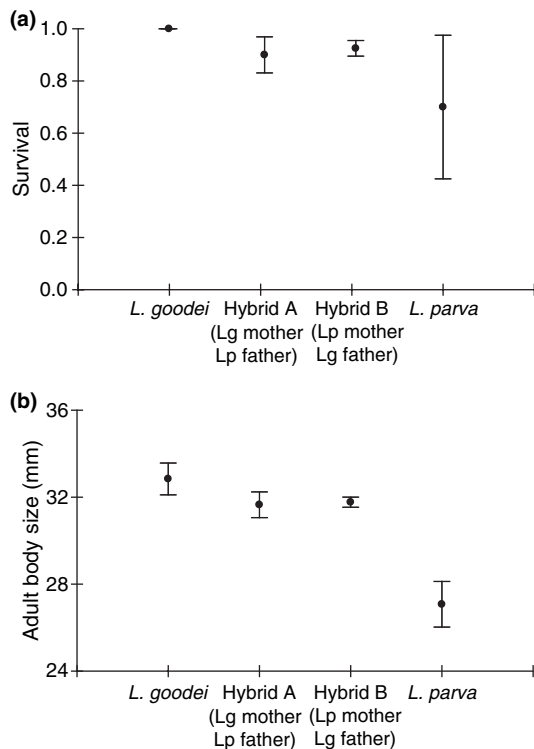 (a)
1.0
0.8
0.6
0.4
0.2
0.0
Survival
L. goodei Hybrid A Hybrid B L. parva
(Lg mother (Lp mother
Lp father) Lg father)
(b)
36
32
28
24
Adult body size (mm)
L. goodei Hybrid A Hybrid B L. parva
(Lg mother (Lp mother
Lp father) Lg father)